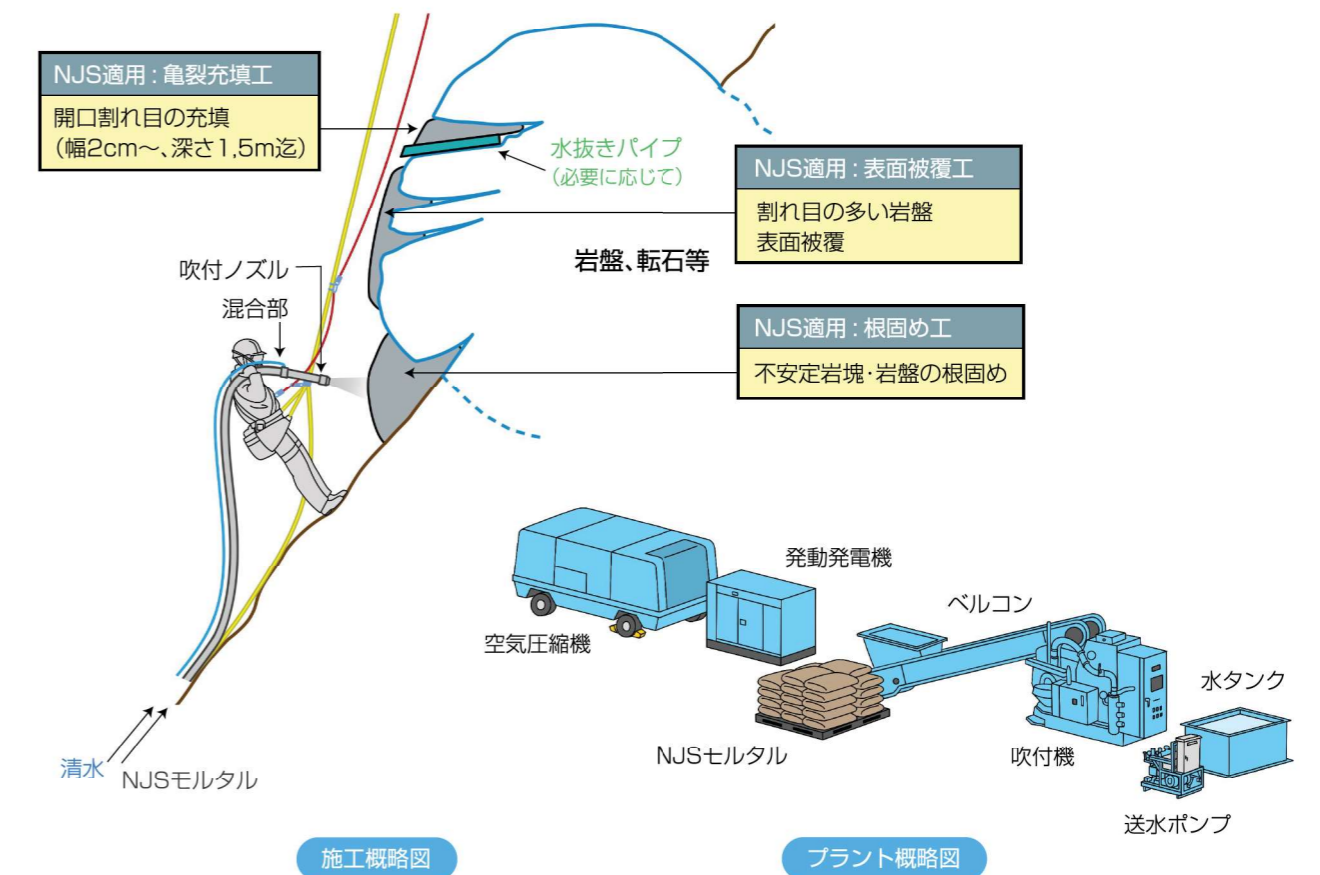 NJS適用：亀裂充填工
開口割れ目の充填
(幅2cm～、深さ1,5m迄)
水抜きパイプ
(必要に応じて)
NJS適用：表面被覆工
割れ目の多い岩盤
表面被覆
岩盤、転石等
吹付ノズル
混合部
NJS適用：根固め工
不安定岩塊・岩盤の根固め
清水
NJSモルタル
施工概略図
空気圧縮機
発動発電機
ベルコン
NJSセルタル
吹付機
水タンク
送水ポンプ
プラント概略図